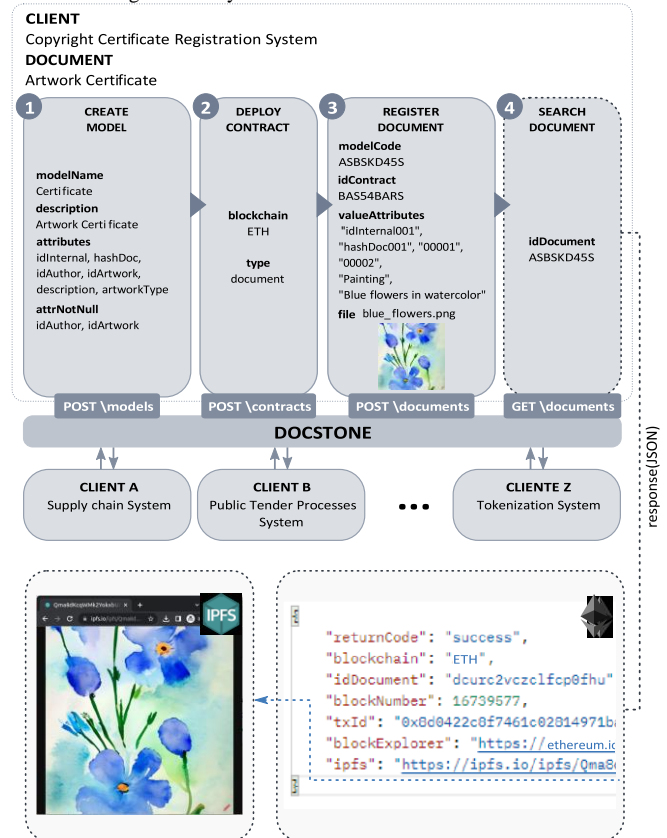 CLIENT
Copyright Certificate Registration System
DOCUMENT
Artwork Certificate
1
CREATE
MODEL
modelName
Certificate
description
Artwork Certificate
attributes
idInternal, hashDoc,
idAuthor, idArtwork,
description, artworkType
attrNotNull
idAuthor, idArtwork
POST \models
2
DEPLOY
CONTRACT
blockchain
ETH
type
document
POST \contracts
3
REGISTER
DOCUMENT
modelCode
ASBSKD45S
idContract
BAS54BARS
valueAttributes
"idInternal001",
"hashDoc001", "00001",
"00002",
"Painting",
"Blue flowers in watercolor"
file blue_flowers.png
POST \documents
4
SEARCH
DOCUMENT
idDocument
ASBSKD45S
GET \documents
DOCSTONE
CLIENT A
Supply chain System
CLIENT B
Public Tender Processes
System
...
CLIENTE Z
Tokenization System
response(JSON)
IPFS
{
"returnCode": "success",
"blockchain": "ETH",
"idDocument": "dcurc2vczclfcp0fhu"
"blockNumber": 16739577,
"txId": "0x8d0422c8f7461c02814971b
"blockExplorer": "https://ethereum.io
"ipfs": "https://ipfs.io/ipfs/Qma8
}